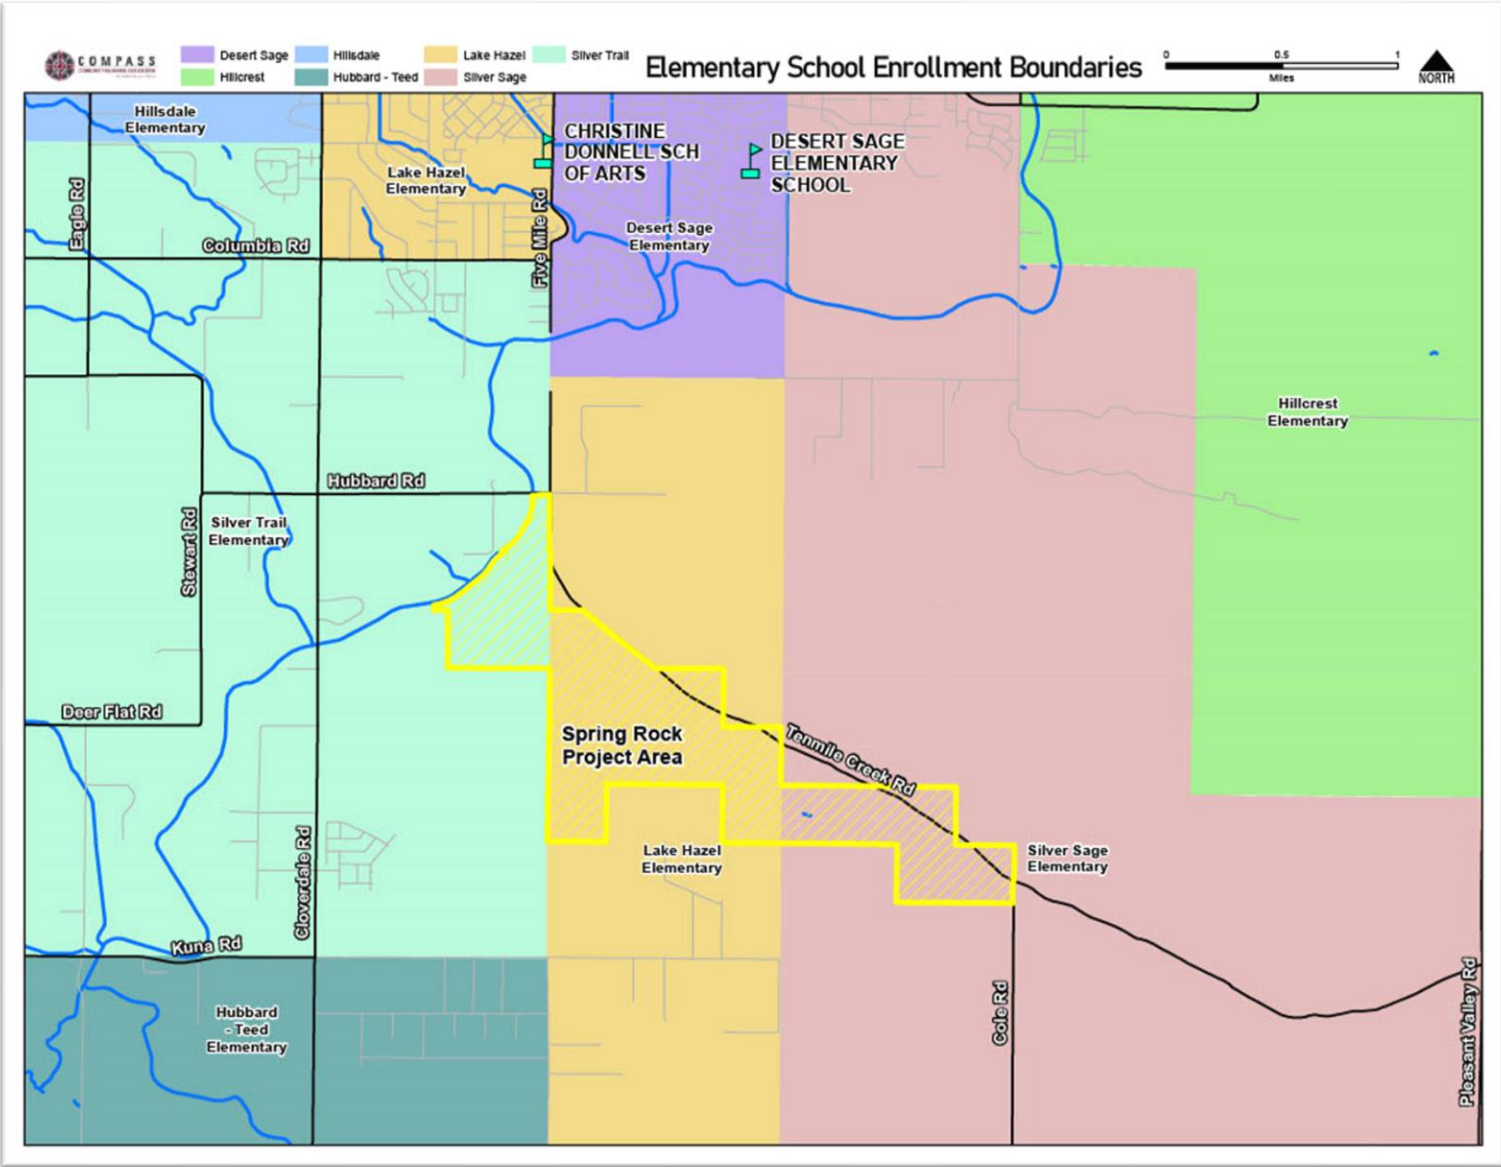 COMPASS
Desert Sage
Hillsdale
Lake Hazel
Silver Trail
Hillcrest
Hubbard - Teed
Silver Sage
Elementary School Enrollment Boundaries
0 0.5 1
Miles
NORTH
Hillsdale
Elementary
CHRISTINE
DONNELL SCH
OF ARTS
DESERT SAGE
ELEMENTARY
SCHOOL
Lake Hazel
Elementary
Eagle Rd
Five Mile Rd
Desert Sage
Elementary
Columbia Rd
Hillcrest
Elementary
Hubbard Rd
Silver Trail
Elementary
Stewart Rd
Deer Flat Rd
Spring Rock
Project Area
Tenmile Creek Rd
Lake Hazel
Elementary
Silver Sage
Elementary
Cloverdale Rd
Kuna Rd
Hubbard
- Teed
Elementary
Cole Rd
Pleasant Valley Rd